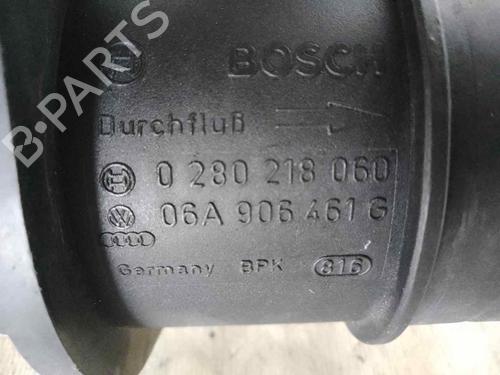 BOSCH
Durchfluß
0 280 218 060
06A 906 461 G
Germany BPK 816
B-PARTS